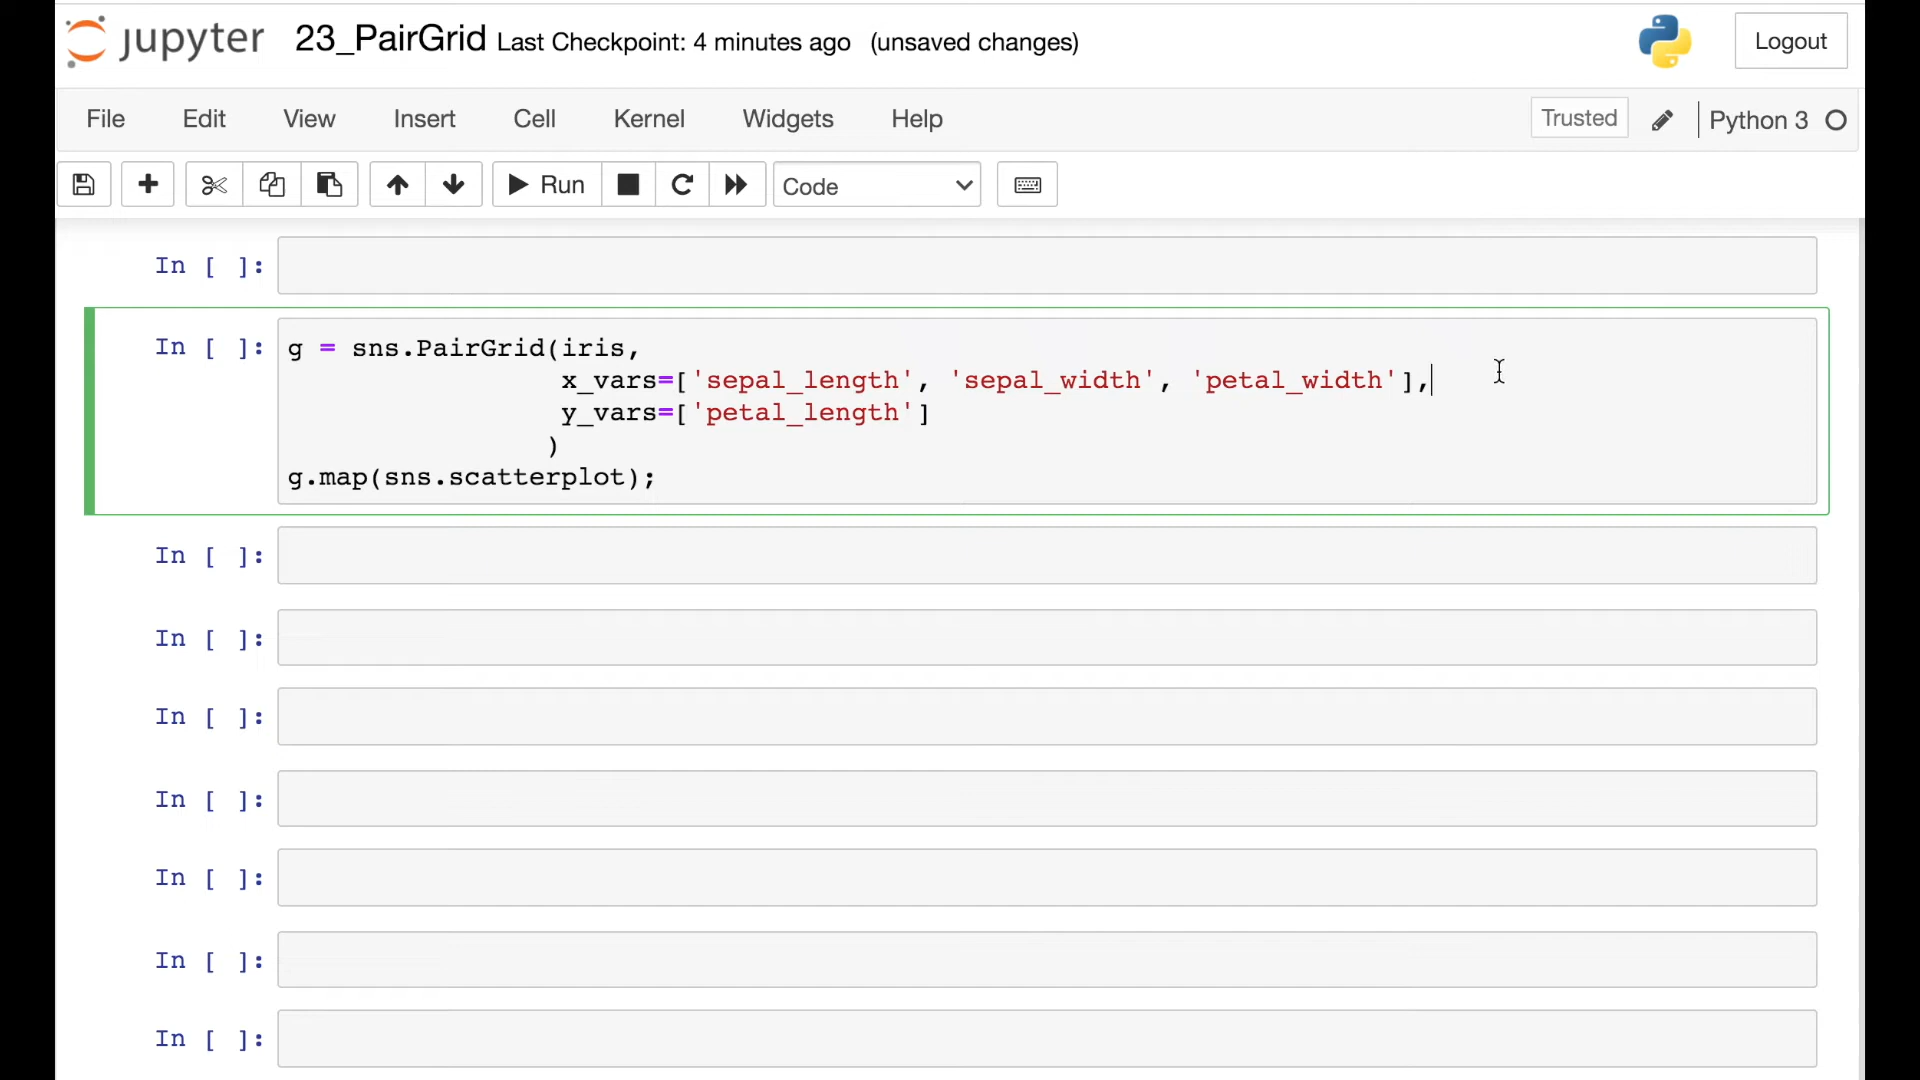 jupyter 23_PairGrid Last Checkpoint: 4 minutes ago (unsaved changes) Logout
File Edit View Insert Cell Kernel Widgets Help Trusted Python 3
Run Code
In [ ]:
In [ ]: g = sns.PairGrid(iris,
x_vars=['sepal_length', 'sepal_width', 'petal_width'],
y_vars=['petal_length']
)
g.map(sns.scatterplot);
In [ ]:
In [ ]:
In [ ]:
In [ ]:
In [ ]:
In [ ]:
In [ ]: